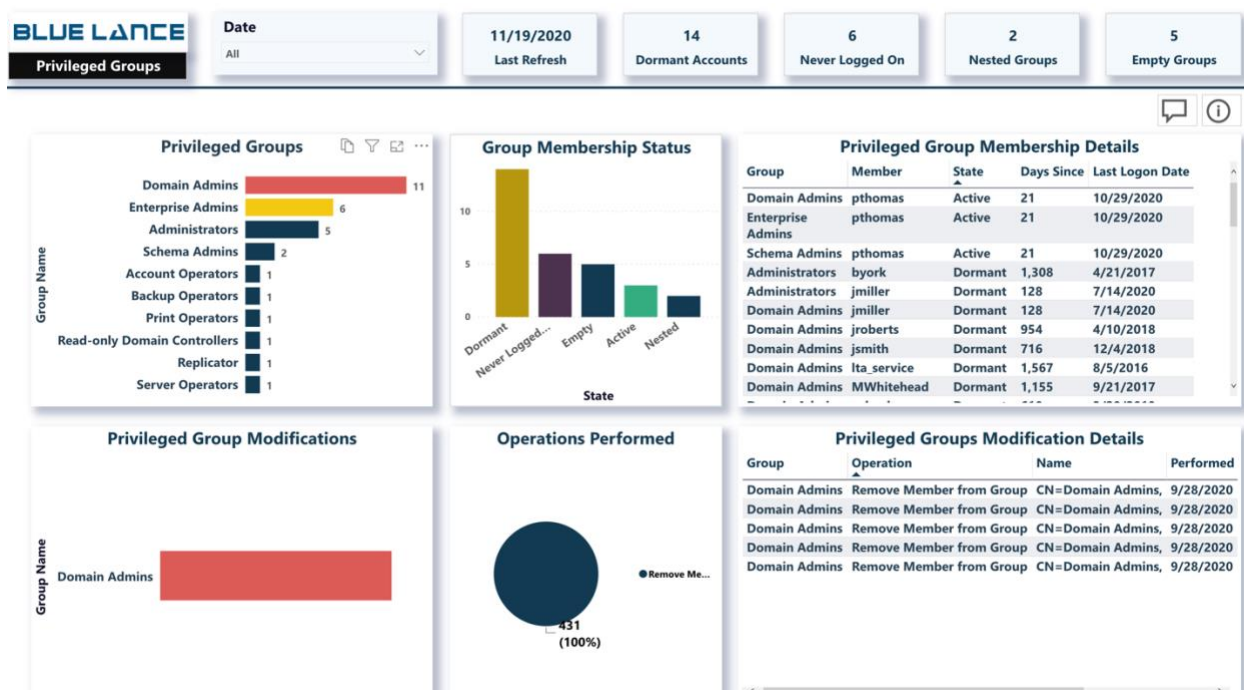 BLUE LANCE
Privileged Groups
Date
All
11/19/2020
Last Refresh
14
Dormant Accounts
6
Never Logged On
2
Nested Groups
5
Empty Groups
Privileged Groups
Group Name
Domain Admins 11
Enterprise Admins 6
Administrators 5
Schema Admins 2
Account Operators 1
Backup Operators 1
Print Operators 1
Read-only Domain Controllers 1
Replicator 1
Server Operators 1
Group Membership Status
10
5
0
Dormant
Never Logged...
Empty
Active
Nested
State
Privileged Group Membership Details
Group Member State Days Since Last Logon Date
Domain Admins pthomas Active 21 10/29/2020
Enterprise pthomas Active 21 10/29/2020
Admins
Schema Admins pthomas Active 21 10/29/2020
Administrators byork Dormant 1,308 4/21/2017
Administrators jmiller Dormant 128 7/14/2020
Domain Admins jmiller Dormant 128 7/14/2020
Domain Admins jroberts Dormant 954 4/10/2018
Domain Admins jsmith Dormant 716 12/4/2018
Domain Admins lta_service Dormant 1,567 8/5/2016
Domain Admins MWhitehead Dormant 1,155 9/21/2017
Privileged Group Modifications
Group Name
Domain Admins
Operations Performed
Remove Me...
431
(100%)
Privileged Groups Modification Details
Group Operation Name Performed
Domain Admins Remove Member from Group CN=Domain Admins, 9/28/2020
Domain Admins Remove Member from Group CN=Domain Admins, 9/28/2020
Domain Admins Remove Member from Group CN=Domain Admins, 9/28/2020
Domain Admins Remove Member from Group CN=Domain Admins, 9/28/2020
Domain Admins Remove Member from Group CN=Domain Admins, 9/28/2020